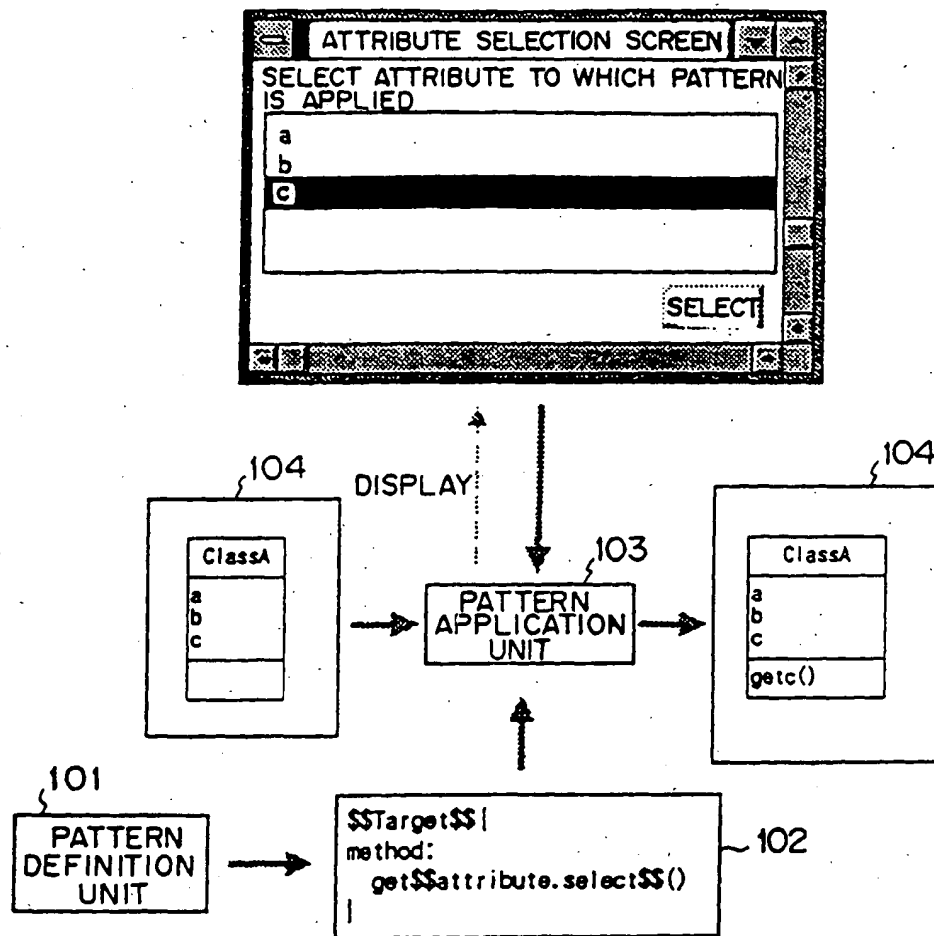 ATTRIBUTE SELECTION SCREEN
SELECT ATTRIBUTE TO WHICH PATTERN
IS APPLIED
a
b
c
SELECT
DISPLAY
104
ClassA
a
b
c
103
PATTERN
APPLICATION
UNIT
104
ClassA
a
b
c
getc()
101
PATTERN
DEFINITION
UNIT
$$Target$${
method:
get$$attribute.select$$()
}
102